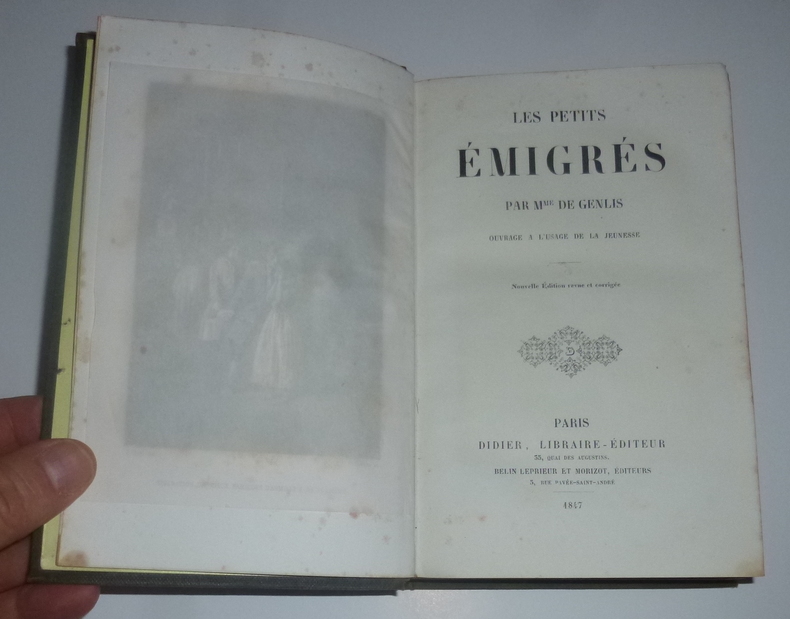 LES PETITS
ÉMIGRÉS
PAR Mᴹᴱ DE GENLIS
OUVRAGE A L'USAGE DE LA JEUNESSE
Nouvelle Édition revue et corrigée
PARIS
DIDIER, LIBRAIRE-ÉDITEUR
35, QUAI DES AUGUSTINS,
BELIN LEPRIEUR ET MORIZOT, ÉDITEURS
5, RUE PAVÉE-SAINT-ANDRÉ
1847